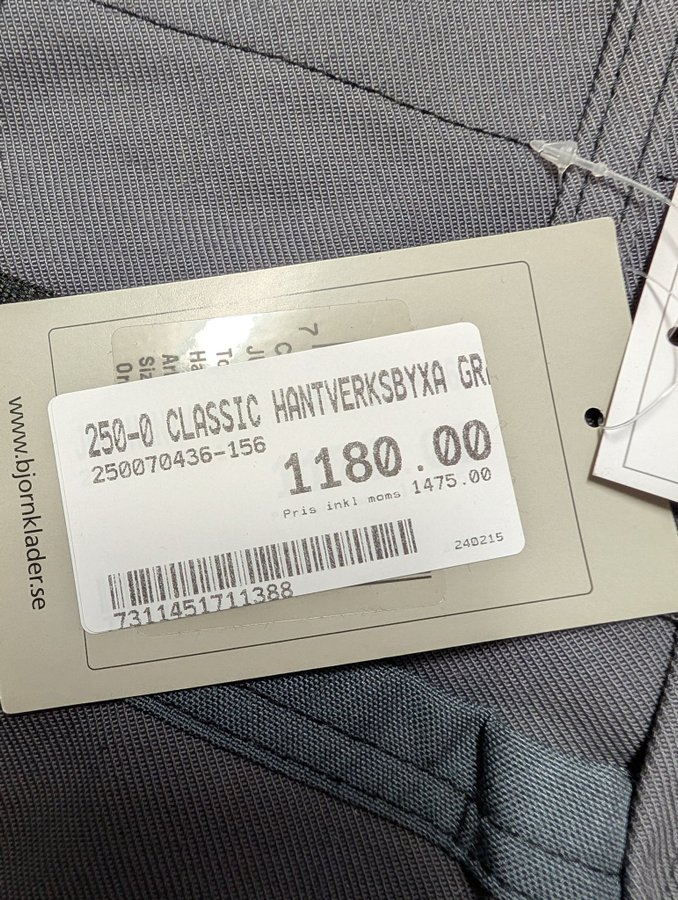 250-0 CLASSIC HANTVERKSBYXA GR
250070436-156
1180.00
Pris inkl moms 1475.00
240215
7311451711388
www.bjornklader.se